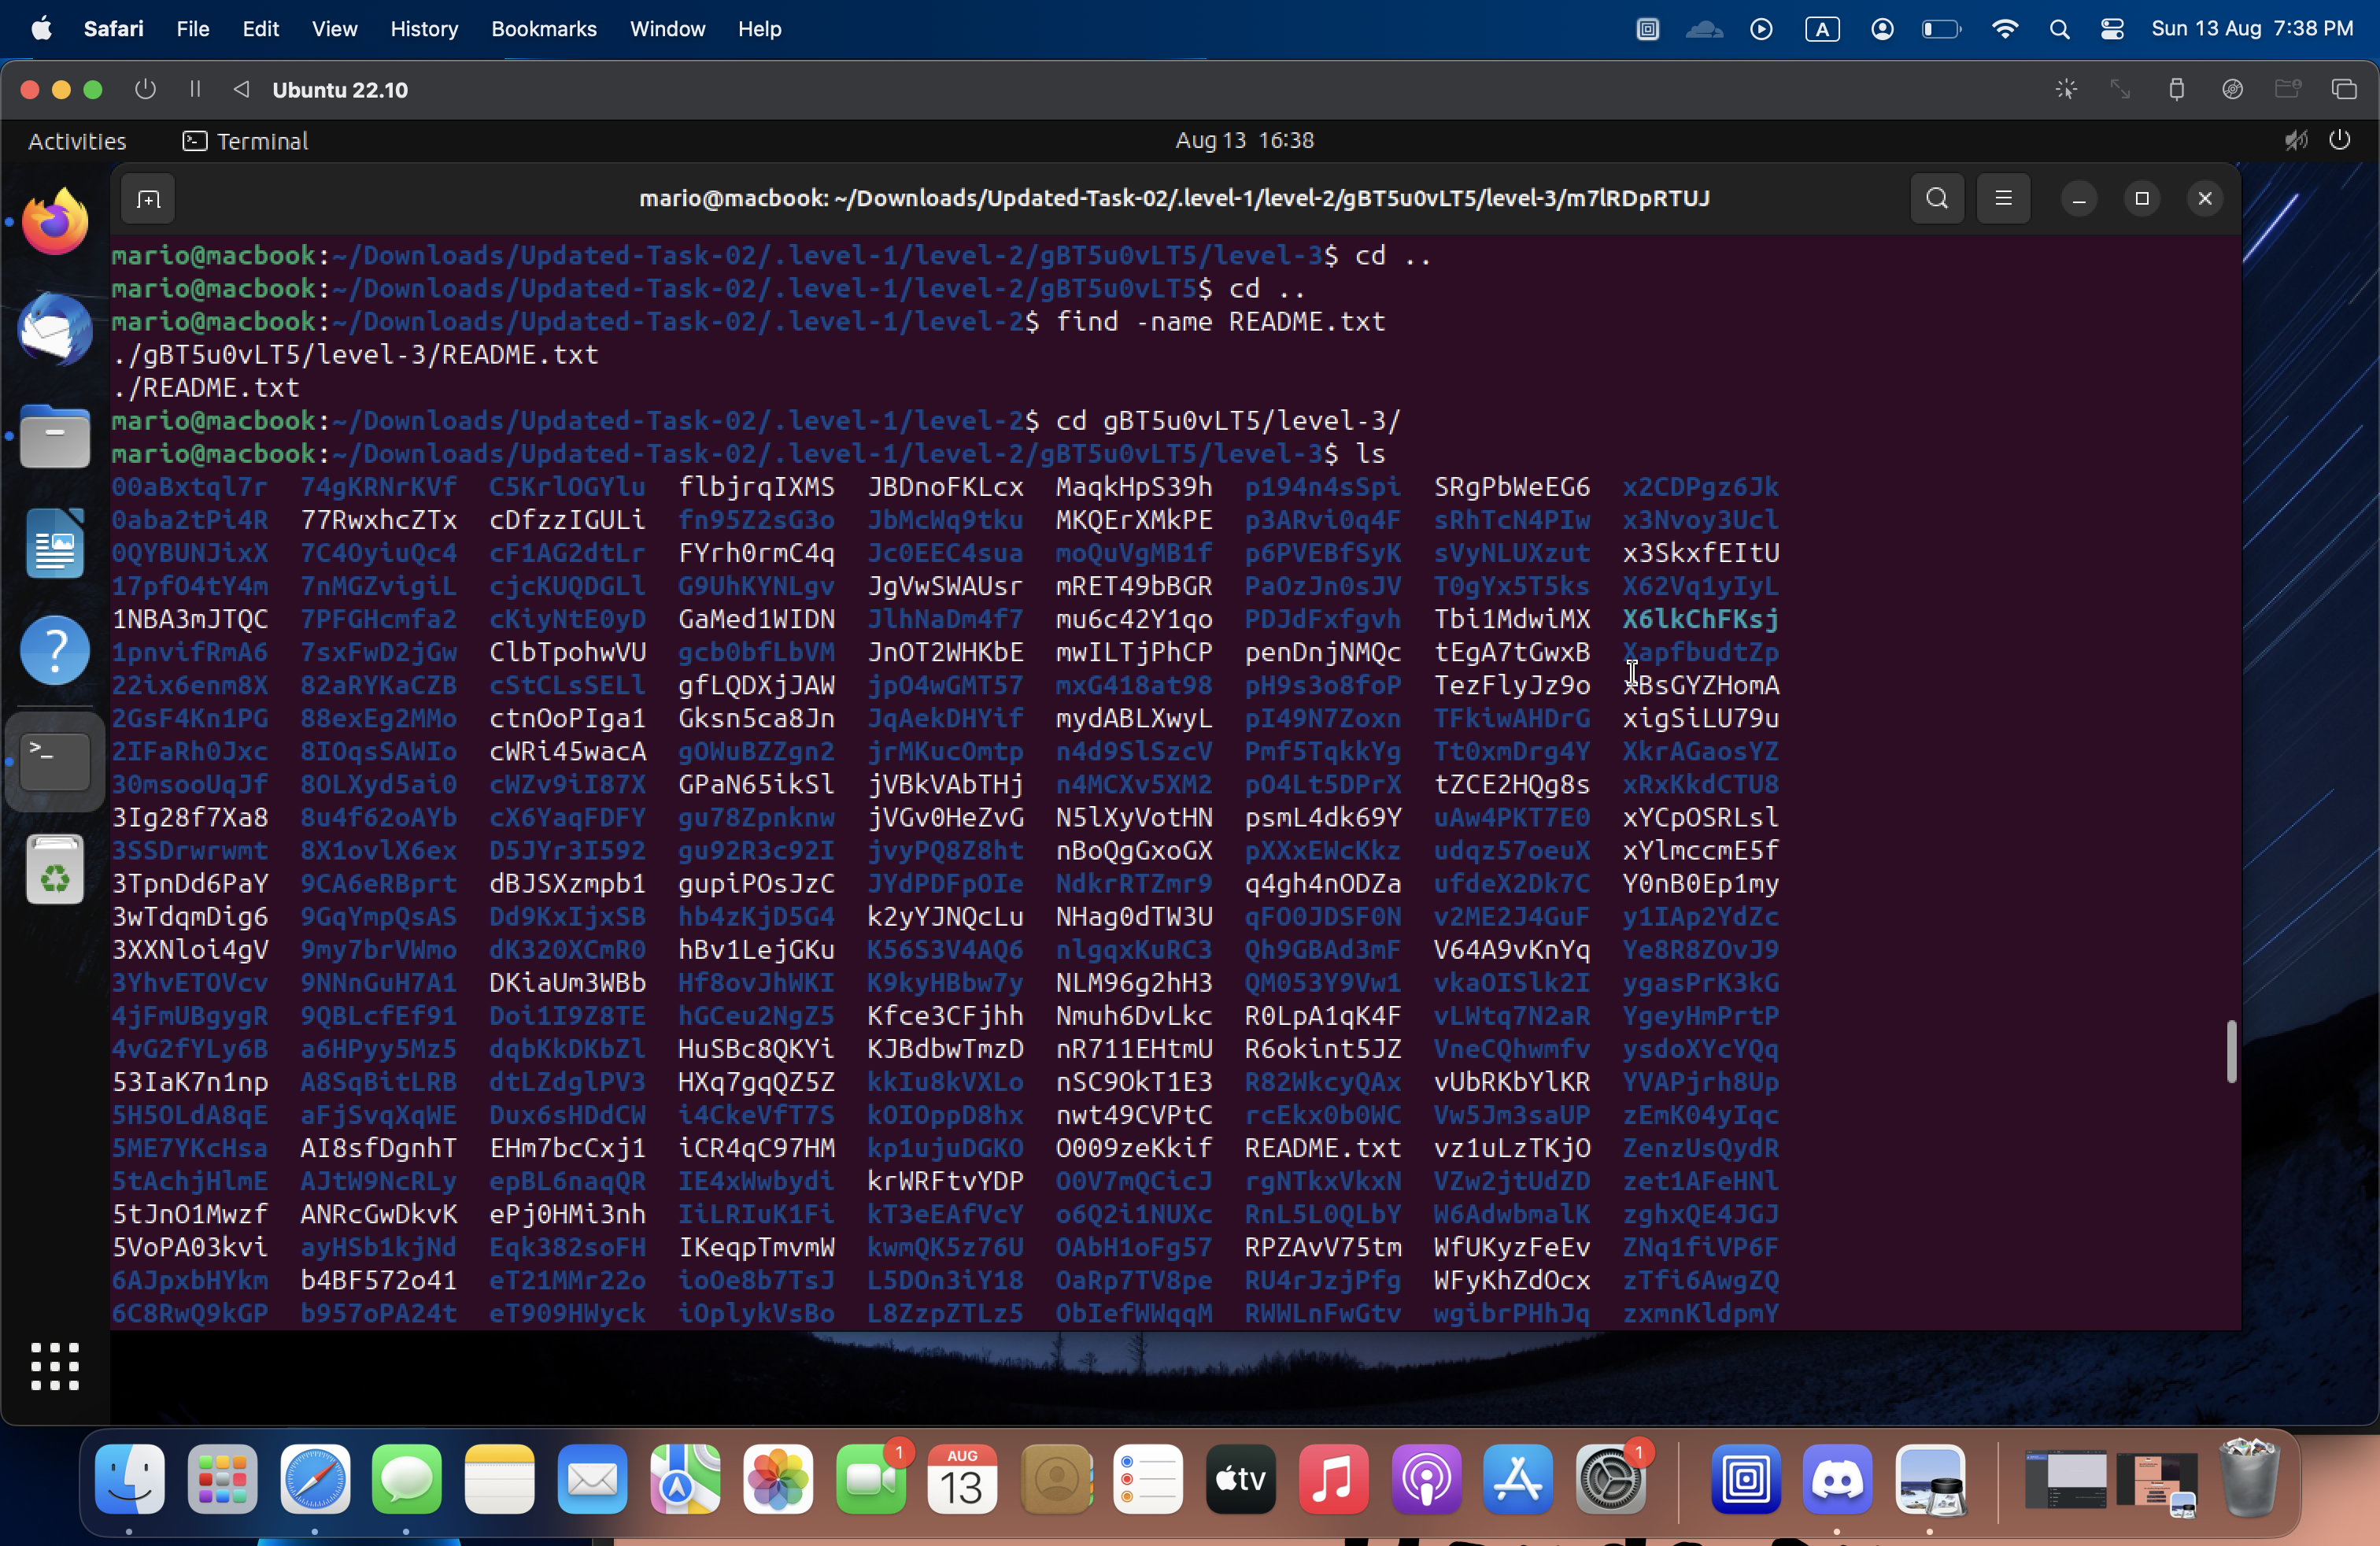 Safari File Edit View History Bookmarks Window Help A Sun 13 Aug 7:38 PM
Ubuntu 22.10
Activities Terminal Aug 13 16:38
mario@macbook: ~/Downloads/Updated-Task-02/.level-1/level-2/gBT5u0vLT5/level-3/m7lRDpRTUJ
mario@macbook:~/Downloads/Updated-Task-02/.level-1/level-2/gBT5u0vLT5/level-3$ cd ..
mario@macbook:~/Downloads/Updated-Task-02/.level-1/level-2/gBT5u0vLT5$ cd ..
mario@macbook:~/Downloads/Updated-Task-02/.level-1/level-2$ find -name README.txt
./gBT5u0vLT5/level-3/README.txt
./README.txt
mario@macbook:~/Downloads/Updated-Task-02/.level-1/level-2$ cd gBT5u0vLT5/level-3/
mario@macbook:~/Downloads/Updated-Task-02/.level-1/level-2/gBT5u0vLT5/level-3$ ls
00aBxtql7r 74gKRNrKVf C5KrlOGYlu flbjrqIXMS JBDnoFKLcx MaqkHpS39h p194n4sSpi SRgPbWeEG6 x2CDPgz6Jk
0aba2tPi4R 77RwxhcZTx cDfzzIGULi fn95Z2sG3o JbMcWq9tku MKQErXMkPE p3ARvi0q4F sRhTcN4PIw x3Nvoy3Ucl
0QYBUNJixX 7C4OyiuQc4 cF1AG2dtLr FYrh0rmC4q Jc0EEC4sua moQuVgMB1f p6PVEBfSyK sVyNLUXzut x3SkxfEItU
17pfO4tY4m 7nMGZvigiL cjcKUQDGLl G9UhKYNLgv JgVwSWAUsr mRET49bBGR PaOzJn0sJV T0gYx5T5ks X62Vq1yIyL
1NBA3mJTQC 7PFGHcmfa2 cKiyNtE0yD GaMed1WIDN JlhNaDm4f7 mu6c42Y1qo PDJdFxfgvh Tbi1MdwiMX X6lkChFKsj
1pnvifRmA6 7sxFwD2jGw ClbTpohwVU gcb0bfLbVM JnOT2WHKbE mwILTjPhCP penDnjNMQc tEgA7tGwxB XapfbudtZp
22ix6enm8X 82aRYKaCZB cStCLsSELl gfLQDXjJAW jpO4wGMT57 mxG418at98 pH9s3o8foP TezFlyJz9o xBsGYZHomA
2GsF4Kn1PG 88exEg2MMo ctnOoPIga1 Gksn5ca8Jn JqAekDHYif mydABLXwyL pI49N7Zoxn TFkiwAHDrG xigSiLU79u
2IFaRh0Jxc 8IOqsSAWIo cWRi45wacA gOWuBZZgn2 jrMKucOmtp n4d9SlSzcV Pmf5TqkkYg Tt0xmDrg4Y XkrAGaosYZ
30msooUqJf 8OLXyd5ai0 cWZv9iI87X GPaN65ikSl jVBkVAbTHj n4MCXv5XM2 pO4Lt5DPrX tZCE2HQg8s xRxKkdCTU8
3Ig28f7Xa8 8u4f62oAYb cX6YaqFDFY gu78Zpnknw jVGv0HeZvG N5lXyVotHN psmL4dk69Y uAw4PKT7E0 xYCpOSRLsl
3SSDrwrwmt 8X1ovlX6ex D5JYr3I592 gu92R3c92I jvyPQ8Z8ht nBoQgGxoGX pXXxEWcKkz udqz57oeuX xYlmccmE5f
3TpnDd6PaY 9CA6eRBprt dBJSXzmpb1 gupiPOsJzC JYdPDFpOIe NdkrRTZmr9 q4gh4nODZa ufdeX2Dk7C Y0nB0Ep1my
3wTdqmDig6 9GqYmpQsAS Dd9KxIjxSB hb4zKjD5G4 k2yYJNQcLu NHag0dTW3U qFO0JDSF0N v2ME2J4GuF y1IAp2YdZc
3XXNloi4gV 9my7brVWmo dK320XCmR0 hBv1LejGKu K56S3V4AQ6 nlgqxKuRC3 Qh9GBAd3mF V64A9vKnYq Ye8R8ZOvJ9
3YhvETOVcv 9NNnGuH7A1 DKiaUm3WBb Hf8ovJhWKI K9kyHBbw7y NLM96g2hH3 QM053Y9Vw1 vkaOISlk2I ygasPrK3kG
4jFmUBgygR 9QBLcfEf91 Doi1I9Z8TE hGCeu2NgZ5 Kfce3CFjhh Nmuh6DvLkc R0LpA1qK4F vLWtq7N2aR YgeyHmPrtP
4vG2fYLy6B a6HPyy5Mz5 dqbKkDKbZl HuSBc8QKYi KJBdbwTmzD nR711EHtmU R6okint5JZ VneCQhwmfv ysdoXYcYQq
53IaK7n1np A8SqBitLRB dtLZdglPV3 HXq7gqQZ5Z kkIu8kVXLo nSC9OkT1E3 R82WkcyQAx vUbRKbYlKR YVAPjrh8Up
5H5OLdA8qE aFjSvqXqWE Dux6sHDdCW i4CkeVfT7S kOIOppD8hx nwt49CVPtC rcEkx0b0WC Vw5Jm3saUP zEmK04yIqc
5ME7YKcHsa AI8sfDgnhT EHm7bcCxj1 iCR4qC97HM kp1ujuDGKO O009zeKkif README.txt vz1uLzTKjO ZenzUsQydR
5tAchjHlmE AJtW9NcRLy epBL6naqQR IE4xWwbydi krWRFtvYDP O0V7mQCicJ rgNTkxVkxN VZw2jtUdZD zet1AFeHNl
5tJnO1Mwzf ANRcGwDkvK ePj0HMi3nh IiLRIuK1Fi kT3eEAfVcY o6Q2i1NUXc RnL5L0QLbY W6AdwbmalK zghxQE4JGJ
5VoPA03kvi ayHSb1kjNd Eqk382soFH IKeqpTmvmW kwmQK5z76U OAbH1oFg57 RPZAvV75tm WfUKyzFeEv ZNq1fiVP6F
6AJpxbHYkm b4BF572o41 eT21MMr22o ioOe8b7TsJ L5DOn3iY18 OaRp7TV8pe RU4rJzjPfg WFyKhZdOcx zTfi6AwgZQ
6C8RwQ9kGP b957oPA24t eT909HWyck iOplykVsBo L8ZzpZTLz5 ObIefWWqqM RWWLnFwGtv wgibrPHhJq zxmnKldpmY
1 AUG 13 tv 1